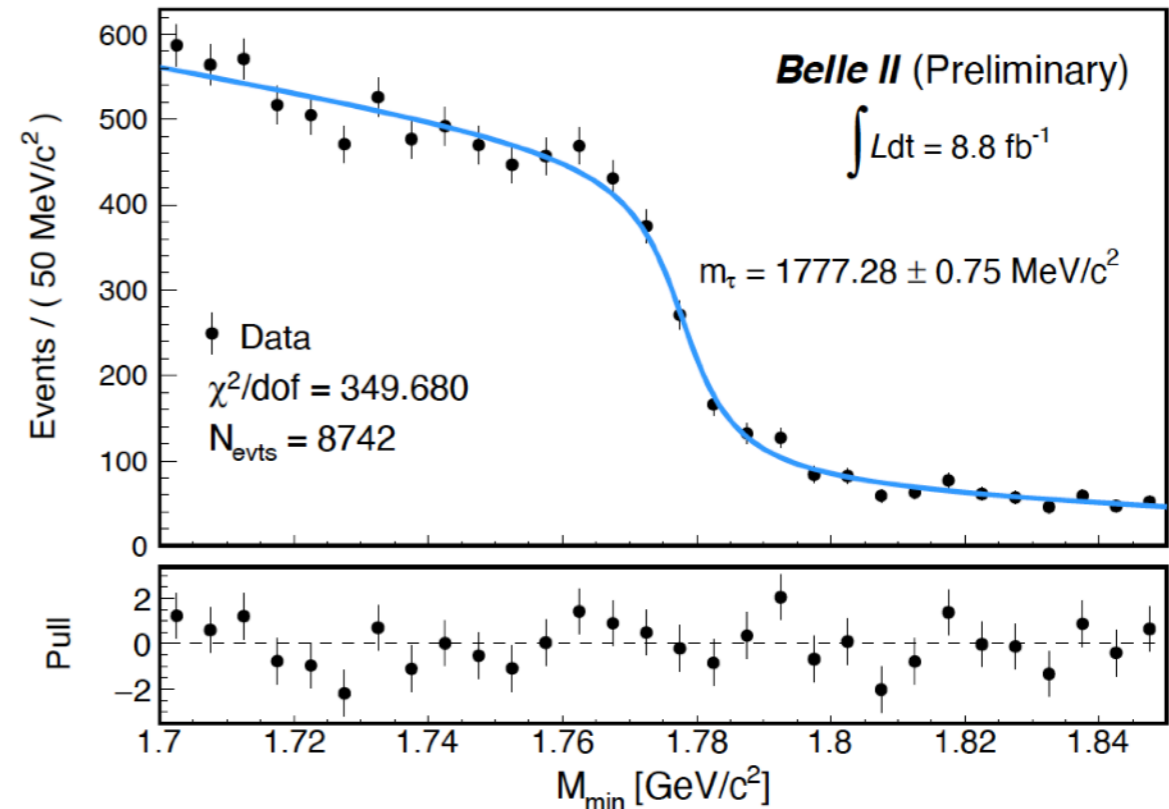 600
500
400
300
200
100
0
Events / ( 50 MeV/c²)
Belle II (Preliminary)
∫ Ldt = 8.8 fb⁻¹
mτ = 1777.28 ± 0.75 MeV/c²
Data
χ²/dof = 349.680
Nevts = 8742
2
0
−2
Pull
1.7 1.72 1.74 1.76 1.78 1.8 1.82 1.84
Mmin [GeV/c²]